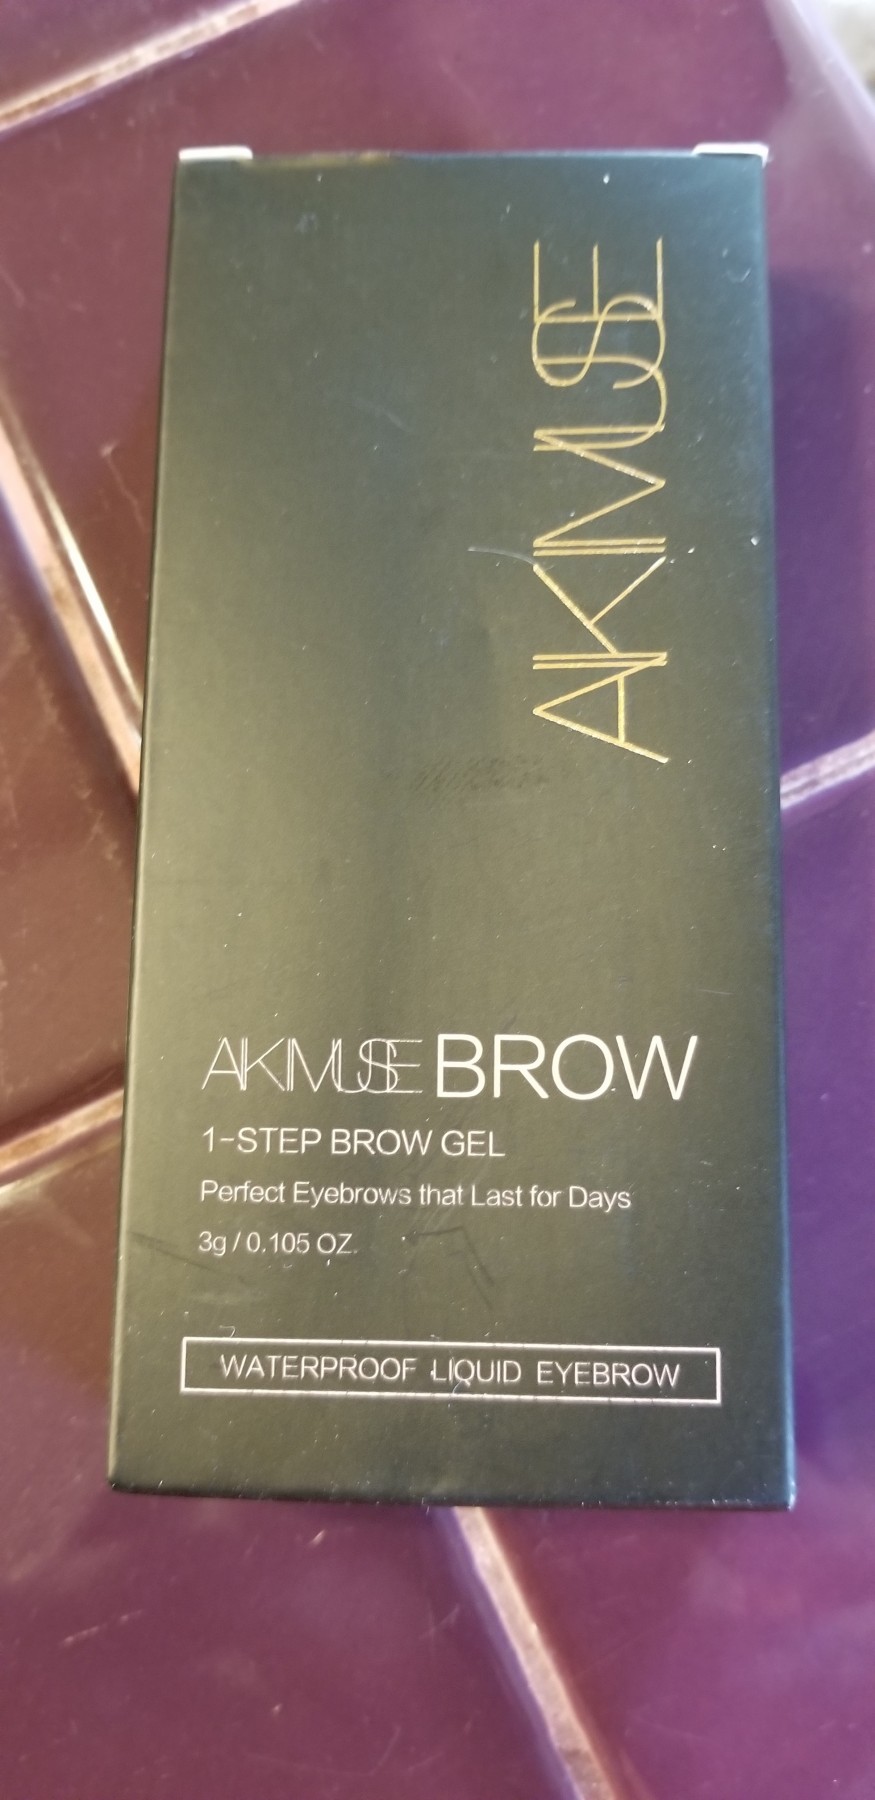 AKIMUSE
AKIMUSE BROW
1-STEP BROW GEL
Perfect Eyebrows that Last for Days
3g / 0.105 OZ.
WATERPROOF LIQUID EYEBROW